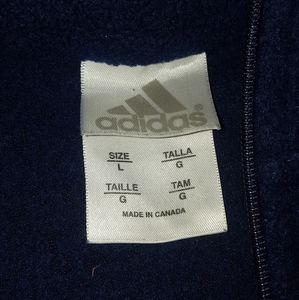 adidas®
SIZE TALLA
L G
TAILLE TAM
G G
MADE IN CANADA